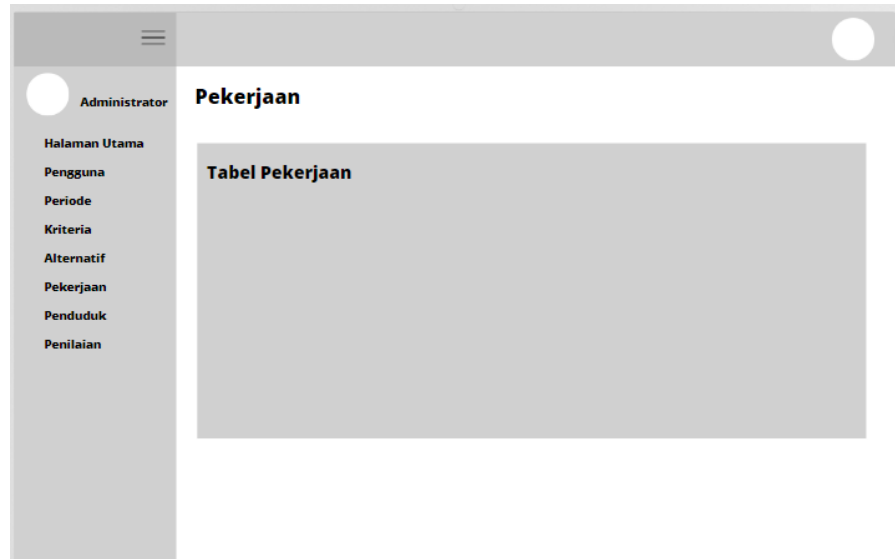 Administrator
Halaman Utama
Pengguna
Periode
Kriteria
Alternatif
Pekerjaan
Penduduk
Penilaian
Pekerjaan
Tabel Pekerjaan